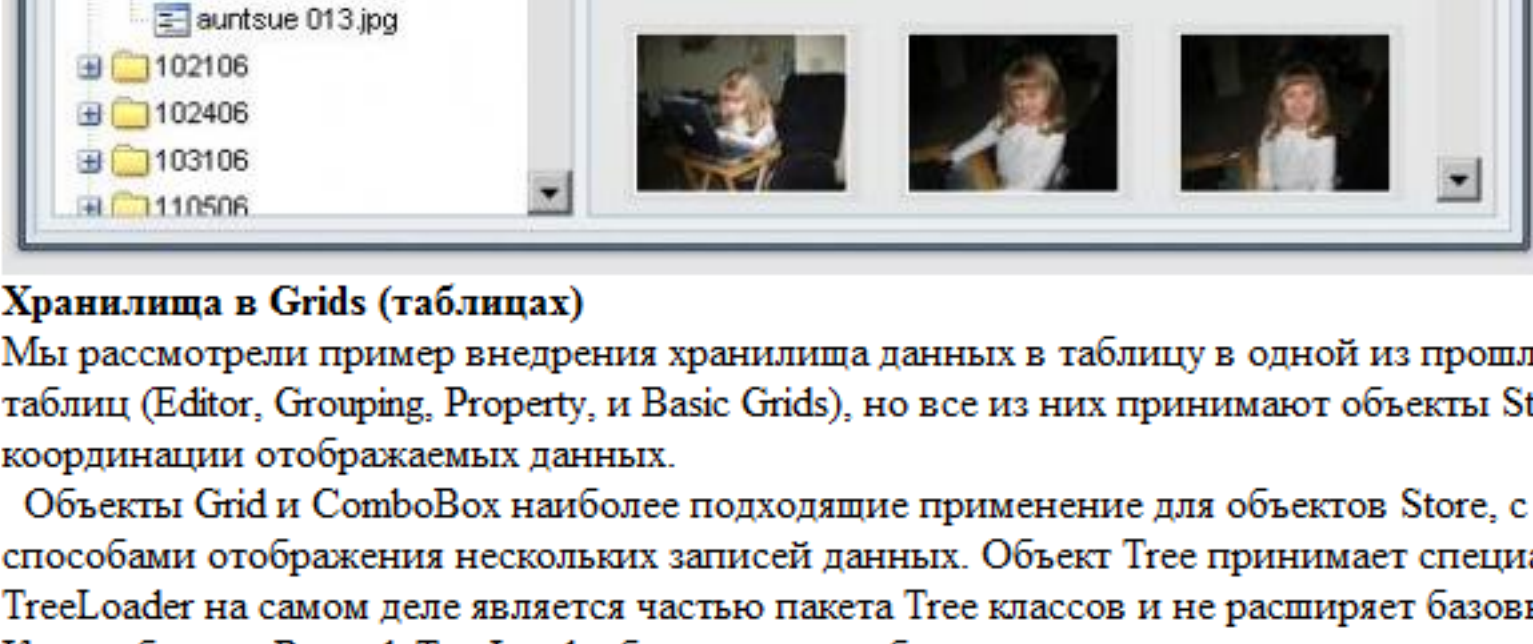 auntsue 013.jpg
102106
102406
103106
110506
Хранилища в Grids (таблицах)
Мы рассмотрели пример внедрения хранилища данных в таблицу в одной из прошл
таблиц (Editor, Grouping, Property, и Basic Grids), но все из них принимают объекты St
координации отображаемых данных.
Объекты Grid и ComboBox наиболее подходящие применение для объектов Store, с
способами отображения нескольких записей данных. Объект Tree принимает специа
TreeLoader на самом деле является частью пакета Tree классов и не расширяет базовы